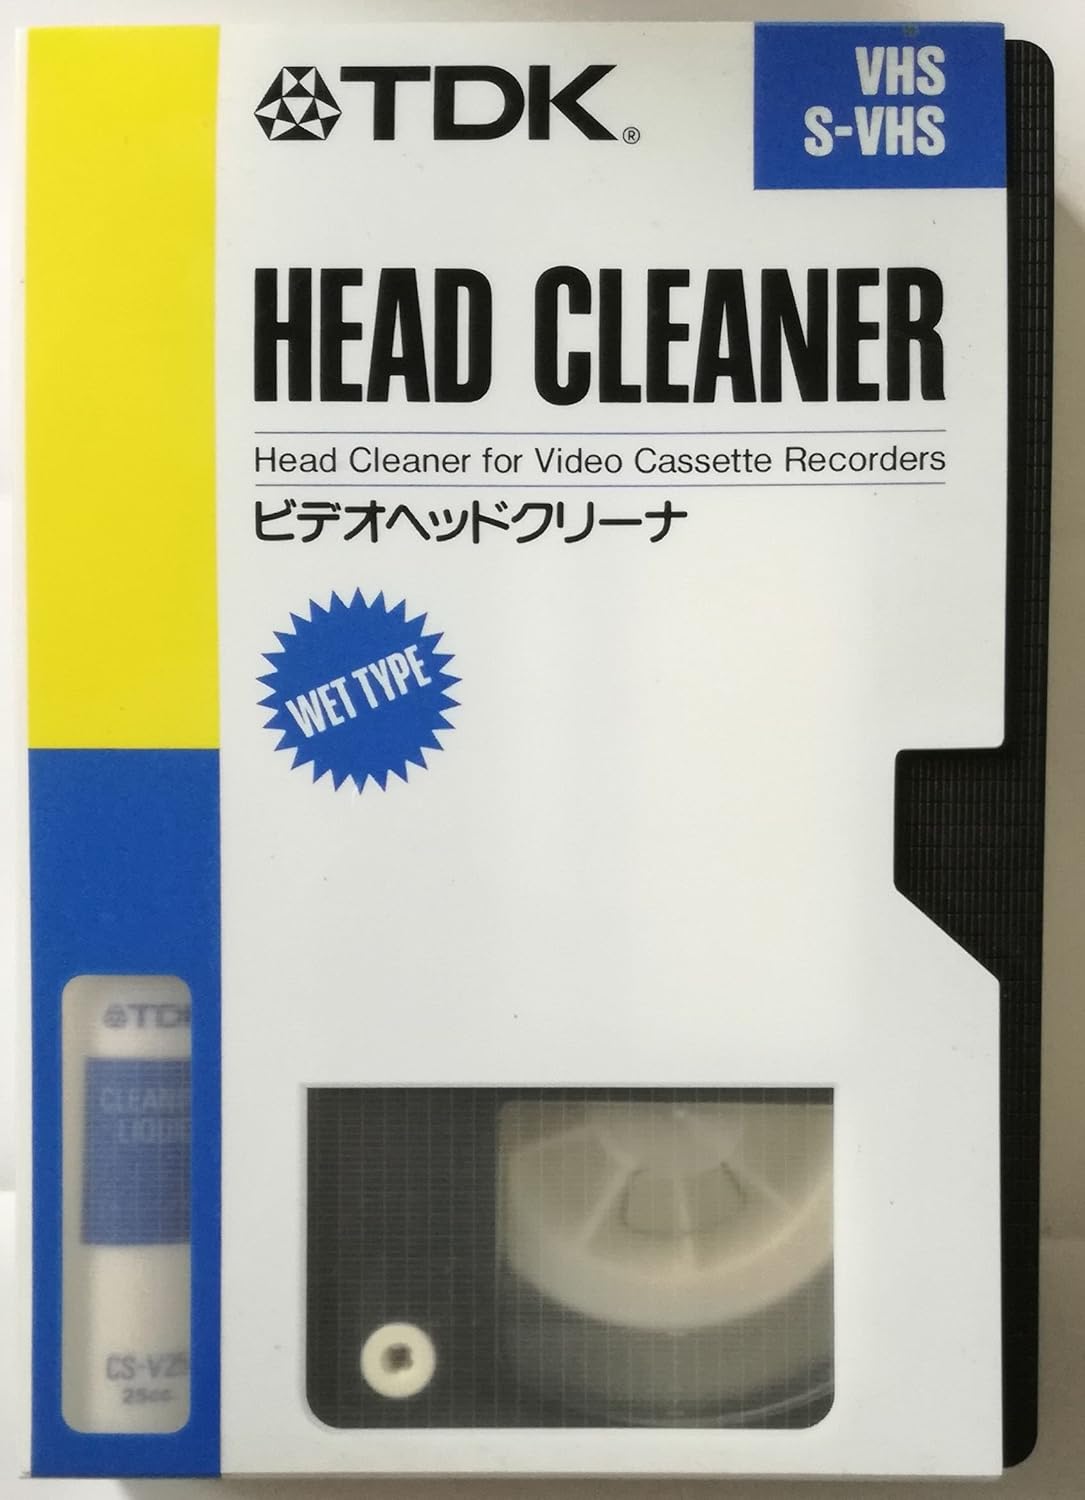 TDK®
VHS
S-VHS
HEAD CLEANER
Head Cleaner for Video Cassette Recorders
ビデオヘッドクリーナ
WET TYPE
TDK
25cc